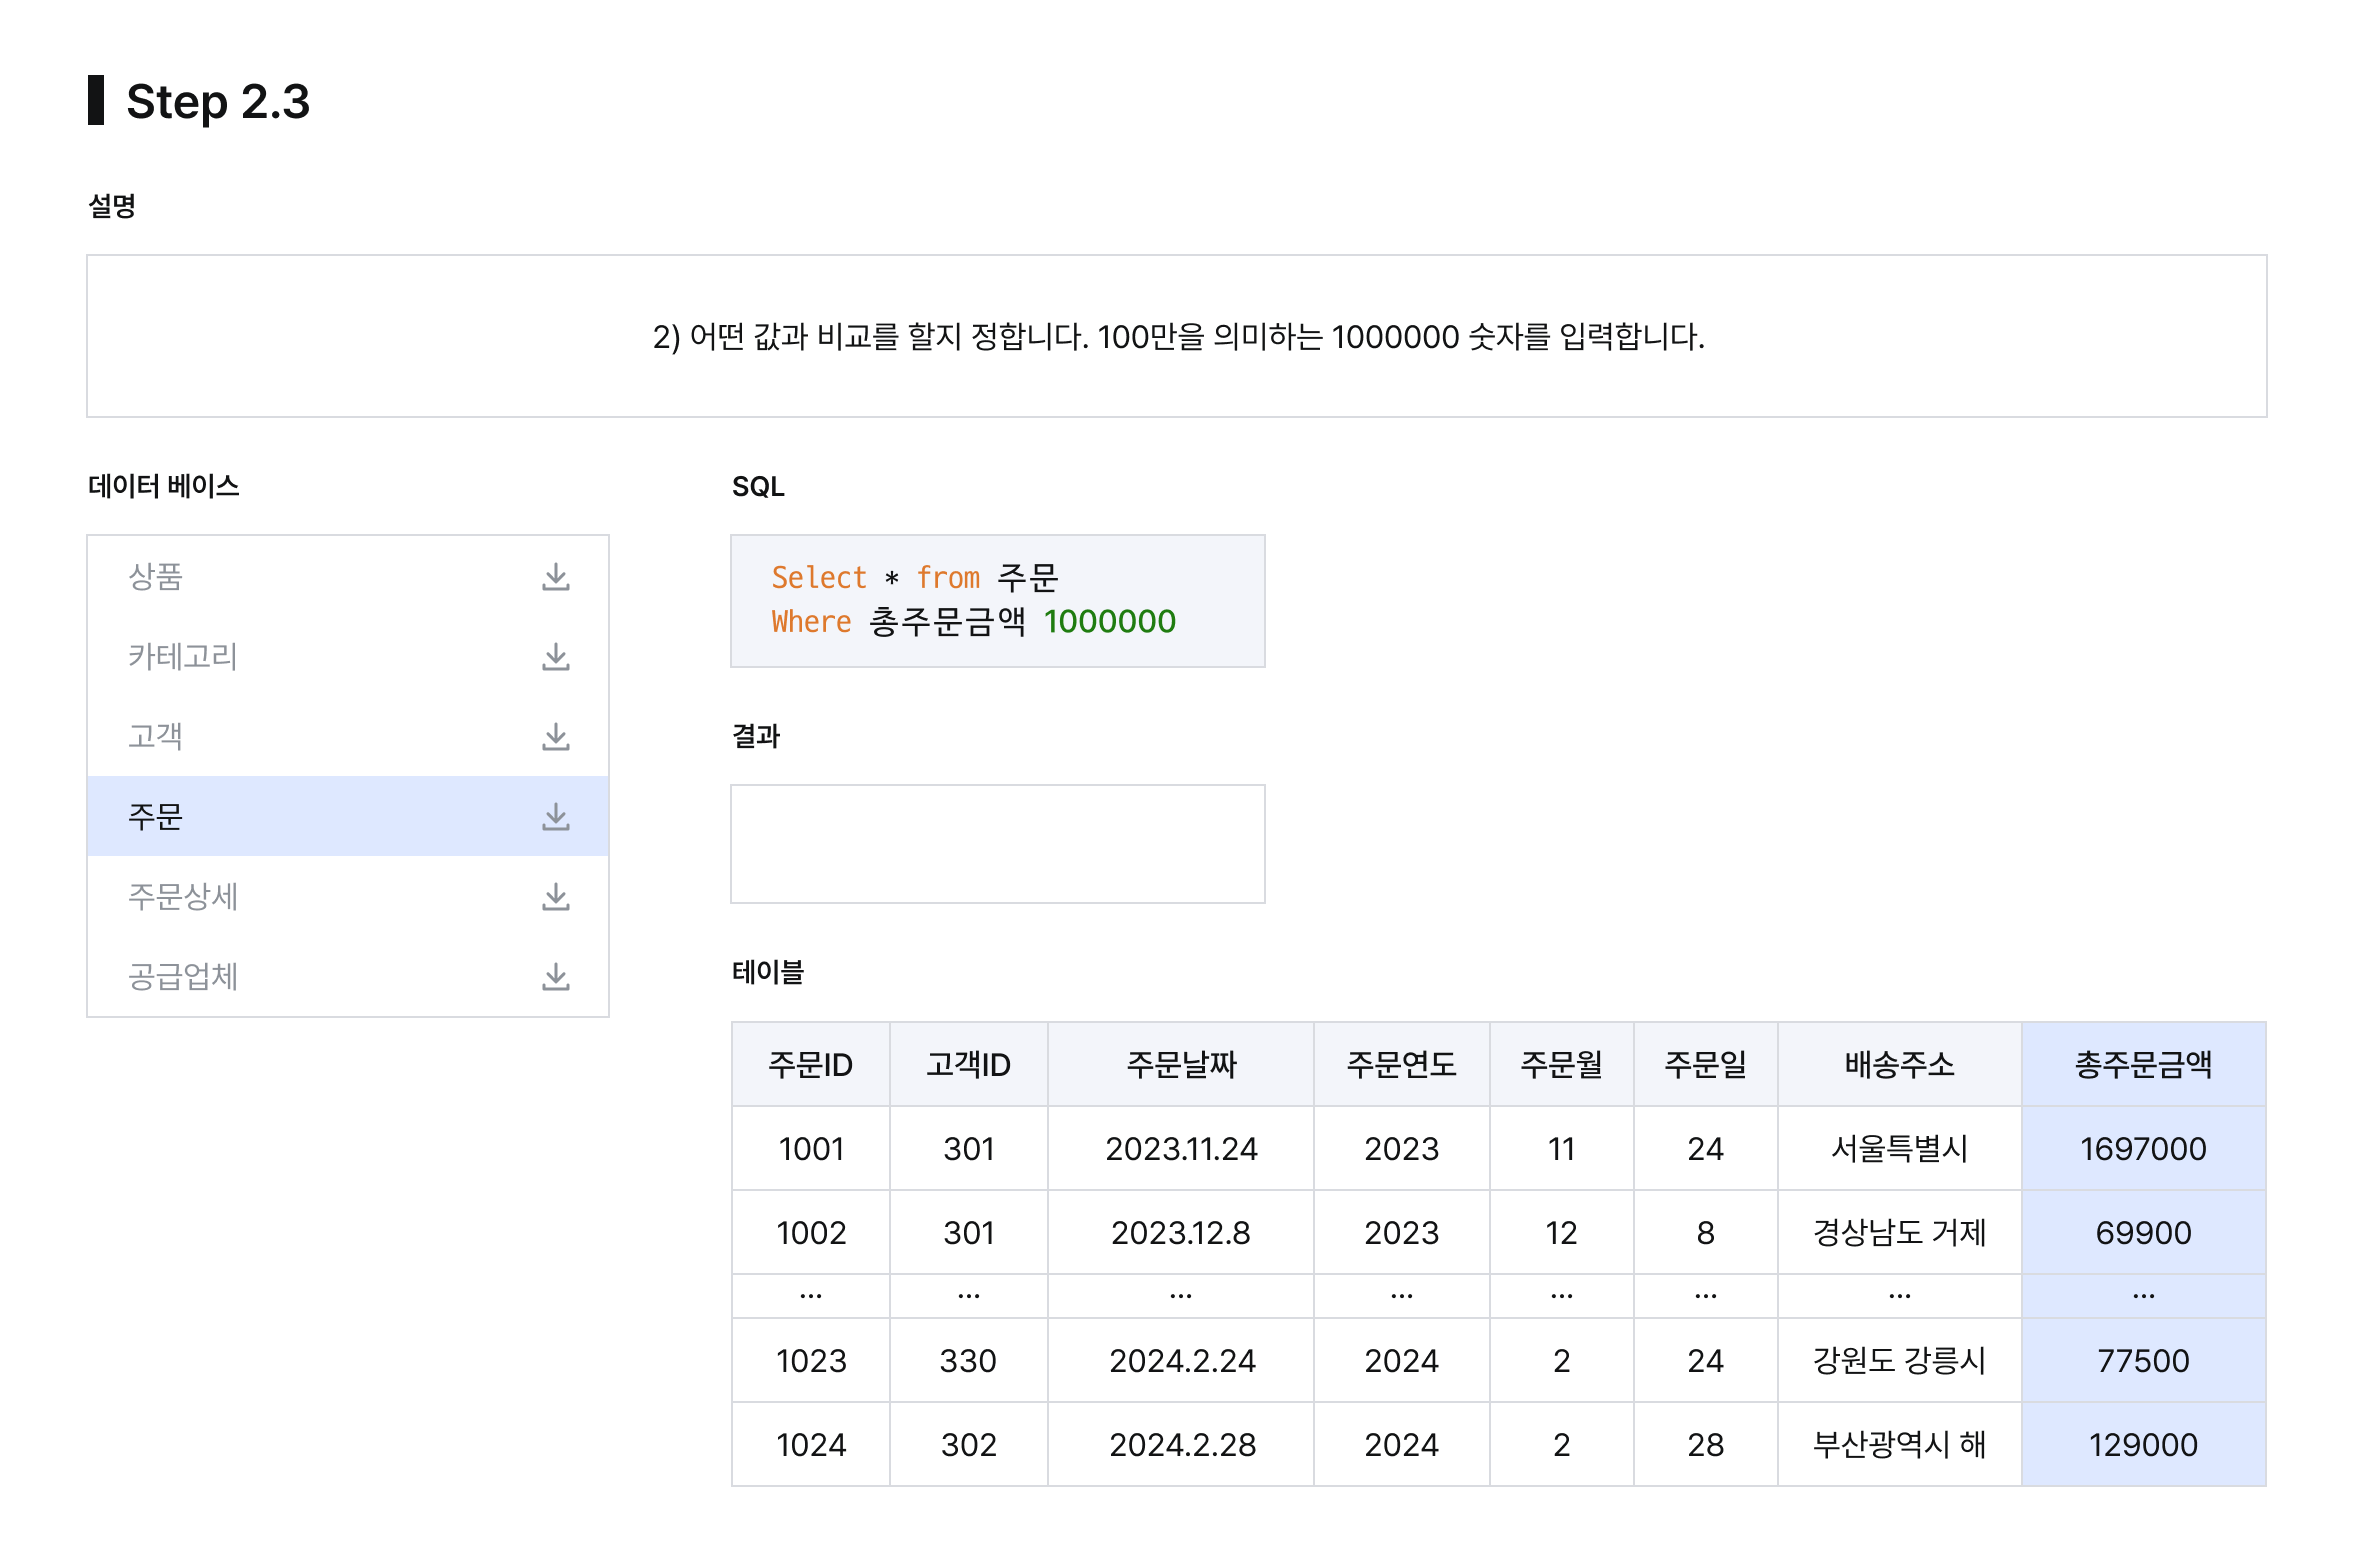 Step 2.3
설명
2) 어떤 값과 비교를 할지 정합니다. 100만을 의미하는 1000000 숫자를 입력합니다.
데이터 베이스
상품
카테고리
고객
주문
주문상세
공급업체
SQL
Select * from 주문
Where 총주문금액 1000000
결과
테이블
주문ID 고객ID 주문날짜 주문연도 주문월 주문일 배송주소 총주문금액
1001 301 2023.11.24 2023 11 24 서울특별시 1697000
1002 301 2023.12.8 2023 12 8 경상남도 거제 69900
... ... ... ... ... ... ... ...
1023 330 2024.2.24 2024 2 24 강원도 강릉시 77500
1024 302 2024.2.28 2024 2 28 부산광역시 해 129000